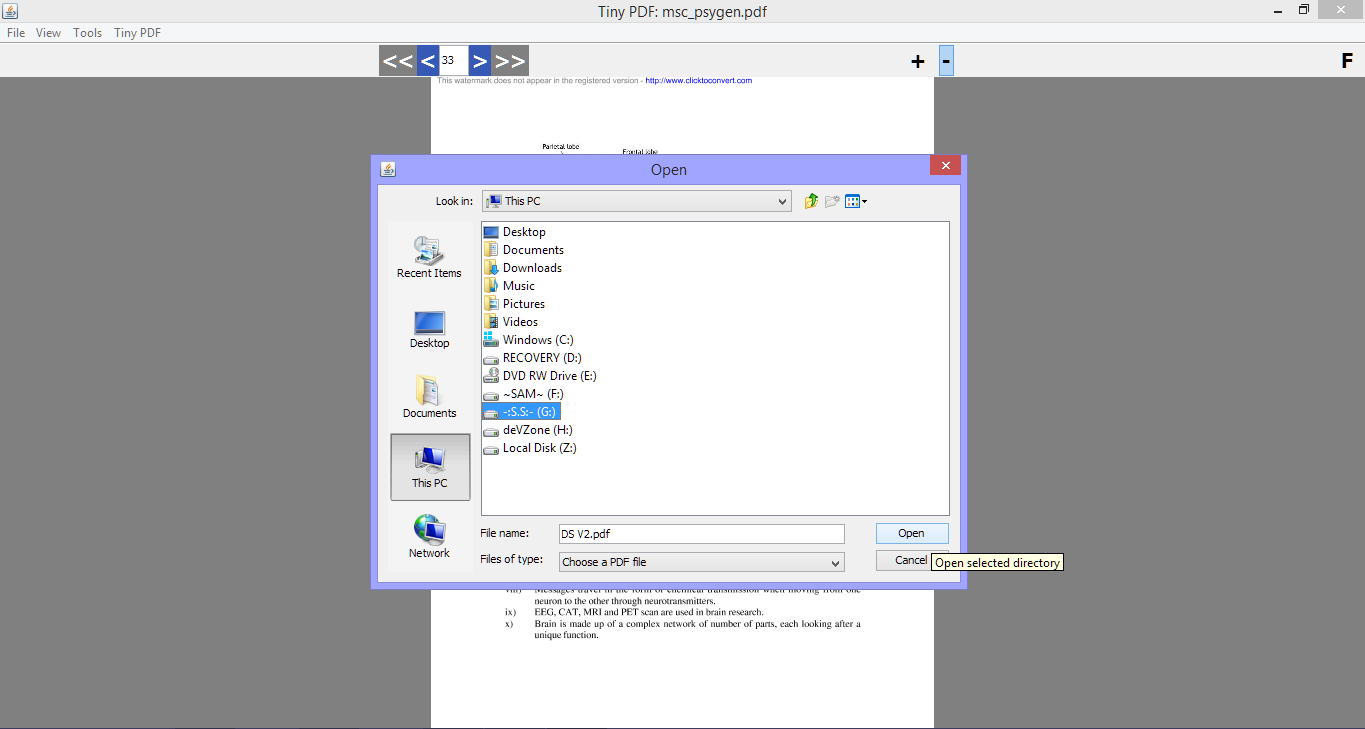 Tiny PDF: msc_psygen.pdf
File View Tools Tiny PDF
<< < 33 > >> + - F
This watermark does not appear in the registered version - http://www.clicktoconvert.com
Parietal lobe
Frontal lobe
Open
Look in: This PC
Recent Items
Desktop
Documents
This PC
Network
Desktop
Documents
Downloads
Music
Pictures
Videos
Windows (C:)
RECOVERY (D:)
DVD RW Drive (E:)
~SAM~ (F:)
-:S.S:- (G:)
deVZone (H:)
Local Disk (Z:)
File name: DS V2.pdf Open
Files of type: Choose a PDF file Cancel
Open selected directory
viii) Messages travel in the form of chemical transmission when moving from one
neuron to the other through neurotransmitters.
ix) EEG, CAT, MRI and PET scan are used in brain research.
x) Brain is made up of a complex network of number of parts, each looking after a
unique function.